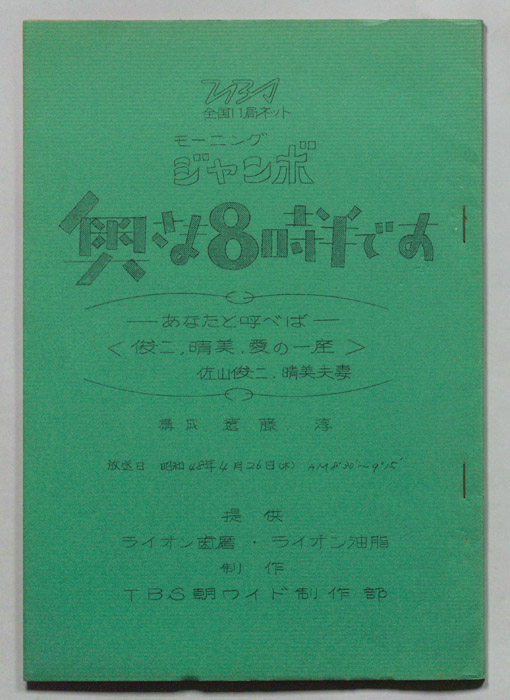 TBS
全国11局ネット
モーニング
ジャンボ
奥さま8時半です
―あなたと呼べば―
〈俊二,晴美,愛の一座〉
佐山俊二,晴美夫妻
構成 遠藤 淳
放送日 昭和48年4月26日(木) AM8°30'〜9°15'
提供
ライオン歯磨・ライオン油脂
制作
TBS朝ワイド制作部